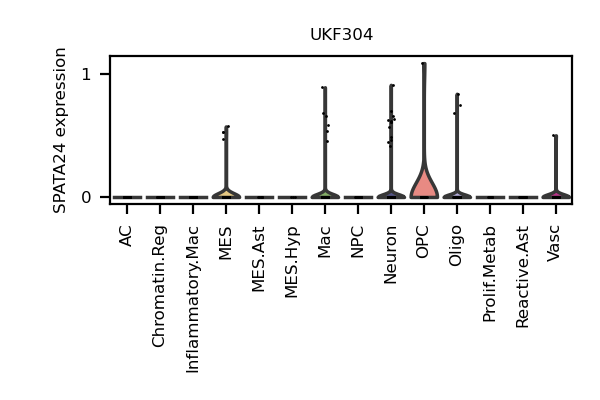 UKF304
SPATA24 expression
1
0
AC
Chromatin.Reg
Inflammatory.Mac
MES
MES.Ast
MES.Hyp
Mac
NPC
Neuron
OPC
Oligo
Prolif.Metab
Reactive.Ast
Vasc